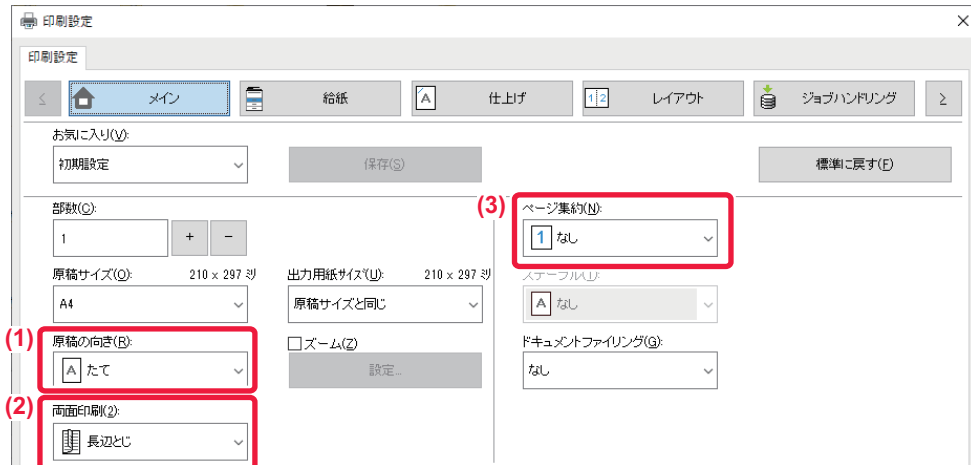 印刷設定
印刷設定
メイン
給紙
仕上げ
レイアウト
ジョブハンドリング
お気に入り(V):
初期設定
保存(S)
標準に戻す(F)
部数(C):
1
+
-
(3)
ページ集約(N):
1 なし
原稿サイズ(O): 210 x 297 ミリ
A4
出力用紙サイズ(U): 210 x 297 ミリ
原稿サイズと同じ
ステープル(T):
A なし
(1)
原稿の向き(R):
A たて
ズーム(Z)
設定...
ドキュメントファイリング(G):
なし
(2)
両面印刷(2):
長辺とじ